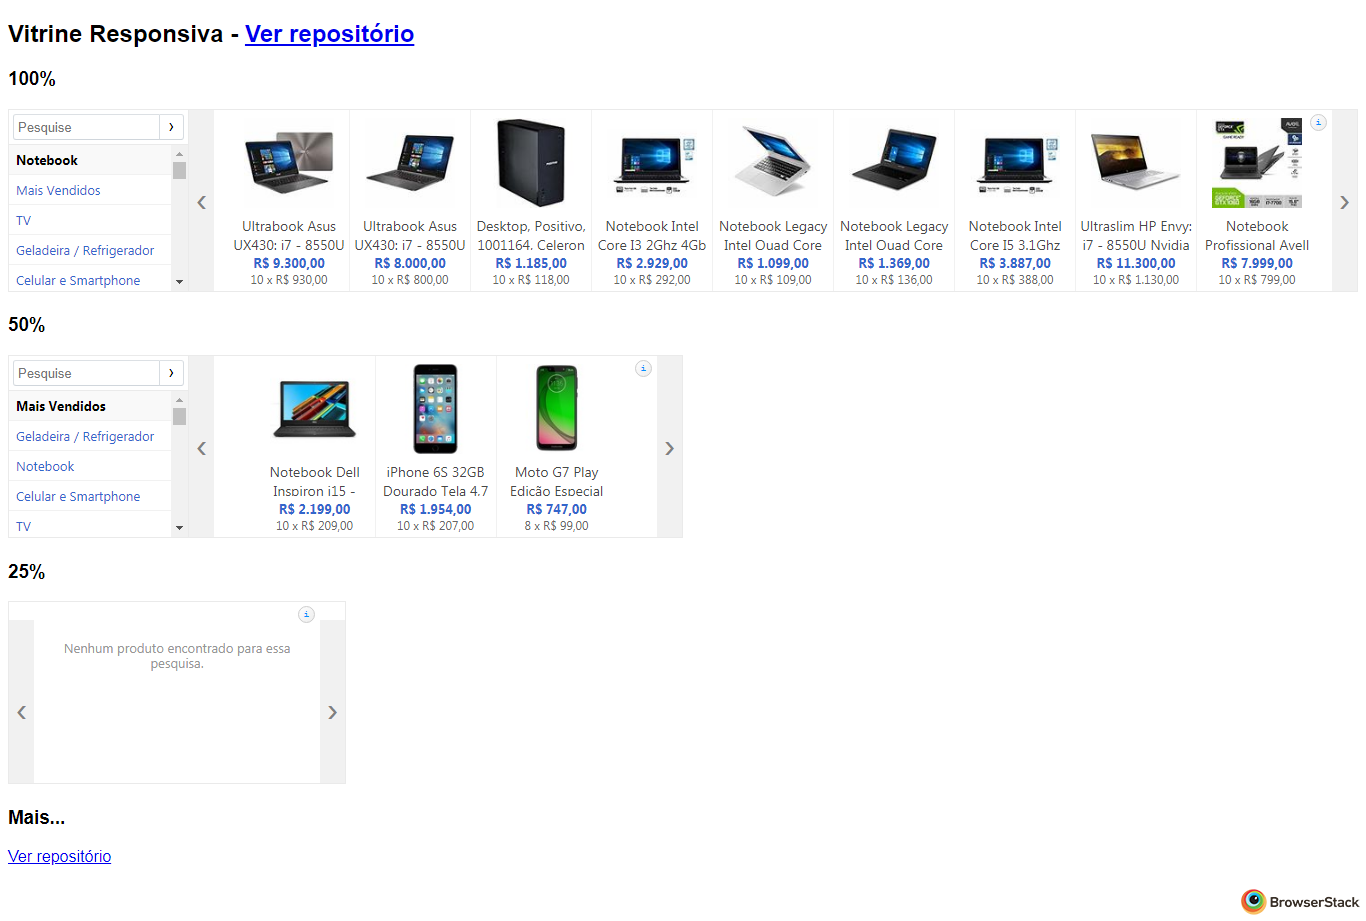 Vitrine Responsiva - Ver repositório
100%
Pesquise
Notebook
Mais Vendidos
TV
Geladeira / Refrigerador
Celular e Smartphone
Ultrabook Asus
UX430: i7 - 8550U
R$ 9.300,00
10 x R$ 930,00
Ultrabook Asus
UX430: i7 - 8550U
R$ 8.000,00
10 x R$ 800,00
Desktop, Positivo,
1001164. Celeron
R$ 1.185,00
10 x R$ 118,00
Notebook Intel
Core I3 2Ghz 4Gb
R$ 2.929,00
10 x R$ 292,00
Notebook Legacy
Intel Quad Core
R$ 1.099,00
10 x R$ 109,00
Notebook Legacy
Intel Quad Core
R$ 1.369,00
10 x R$ 136,00
Notebook Intel
Core I5 3.1Ghz
R$ 3.887,00
10 x R$ 388,00
Ultraslim HP Envy:
i7 - 8550U Nvidia
R$ 11.300,00
10 x R$ 1.130,00
Notebook
Profissional Avell
R$ 7.999,00
10 x R$ 799,00
50%
Pesquise
Mais Vendidos
Geladeira / Refrigerador
Notebook
Celular e Smartphone
TV
Notebook Dell
Inspiron i15 -
R$ 2.199,00
10 x R$ 209,00
iPhone 6S 32GB
Dourado Tela 4.7
R$ 1.954,00
10 x R$ 207,00
Moto G7 Play
Edição Especial
R$ 747,00
8 x R$ 99,00
25%
Nenhum produto encontrado para essa
pesquisa.
Mais...
Ver repositório
BrowserStack